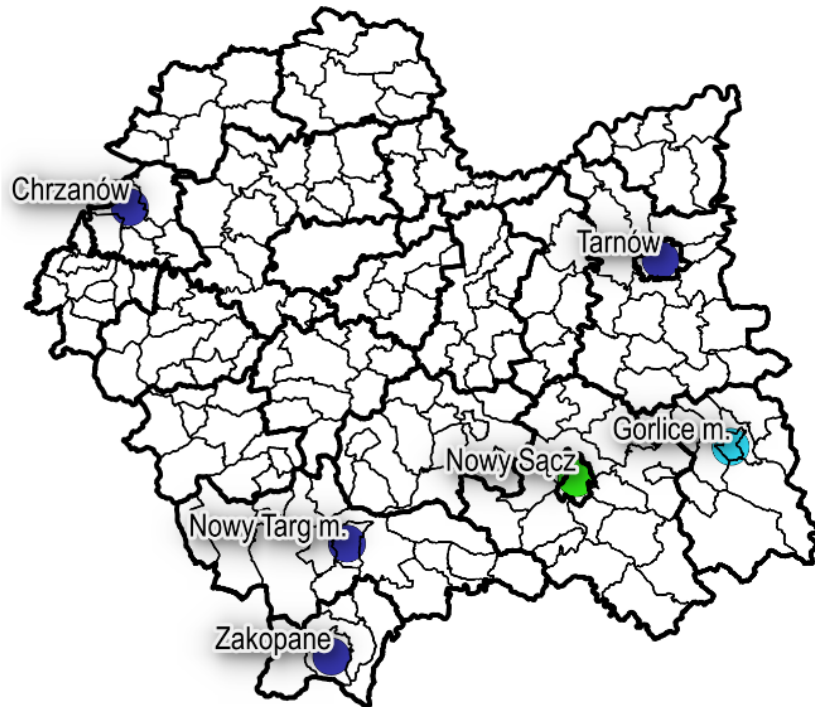 Chrzanów
Tarnów
Gorlice m.
Nowy Sącz
Nowy Targ m.
Zakopane